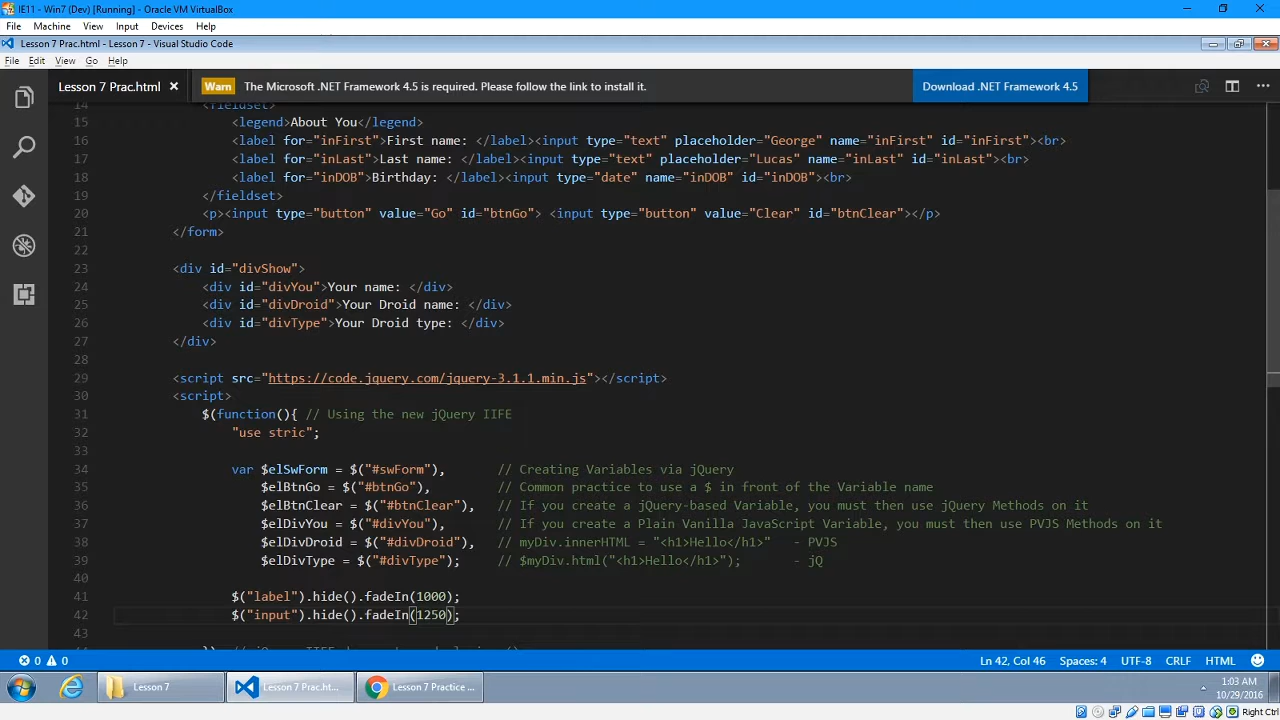 IE11 - Win7 (Dev) [Running] - Oracle VM VirtualBox
File Machine View Input Devices Help
Lesson 7 Prac.html - Lesson 7 - Visual Studio Code
File Edit View Go Help
Lesson 7 Prac.html Warn The Microsoft .NET Framework 4.5 is required. Please follow the link to install it. Download .NET Framework 4.5
14 <fieldset>
15 <legend>About You</legend>
16 <label for="inFirst">First name: </label><input type="text" placeholder="George" name="inFirst" id="inFirst"><br>
17 <label for="inLast">Last name: </label><input type="text" placeholder="Lucas" name="inLast" id="inLast"><br>
18 <label for="inDOB">Birthday: </label><input type="date" name="inDOB" id="inDOB"><br>
19 </fieldset>
20 <p><input type="button" value="Go" id="btnGo"> <input type="button" value="Clear" id="btnClear"></p>
21 </form>
22
23 <div id="divShow">
24 <div id="divYou">Your name: </div>
25 <div id="divDroid">Your Droid name: </div>
26 <div id="divType">Your Droid type: </div>
27 </div>
28
29 <script src="https://code.jquery.com/jquery-3.1.1.min.js"></script>
30 <script>
31 $(function(){ // Using the new jQuery IIFE
32 "use stric";
33
34 var $elSwForm = $("#swForm"), // Creating Variables via jQuery
35 $elBtnGo = $("#btnGo"), // Common practice to use a $ in front of the Variable name
36 $elBtnClear = $("#btnClear"), // If you create a jQuery-based Variable, you must then use jQuery Methods on it
37 $elDivYou = $("#divYou"), // If you create a Plain Vanilla JavaScript Variable, you must then use PVJS Methods on it
38 $elDivDroid = $("#divDroid"), // myDiv.innerHTML = "<h1>Hello</h1>" - PVJS
39 $elDivType = $("#divType"); // $myDiv.html("<h1>Hello</h1>"); - jQ
40
41 $("label").hide().fadeIn(1000);
42 $("input").hide().fadeIn(1250);
43
0 0 Ln 42, Col 46 Spaces: 4 UTF-8 CRLF HTML
Lesson 7 Lesson 7 Prac.ht... Lesson 7 Practice ... 1:03 AM
10/29/2016
Right Ctrl